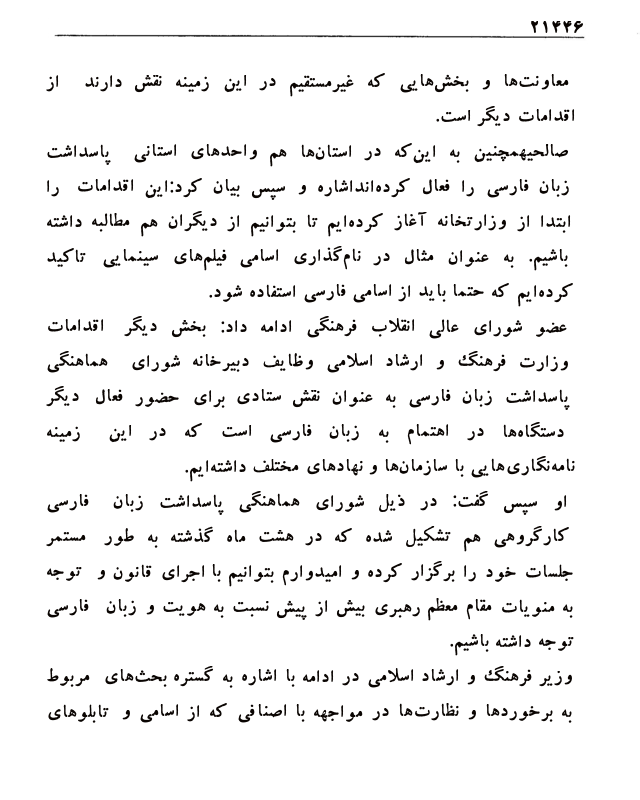 ۲۱۴۴۶
معاونت‌ها و بخش‌هایی که غیرمستقیم در این زمینه نقش دارند از
اقدامات دیگر است.
صالحیهمچنین به این‌که در استان‌ها هم واحدهای استانی پاسداشت
زبان فارسی را فعال کرده‌انداشاره و سپس بیان کرد:این اقدامات را
ابتدا از وزارتخانه آغاز کرده‌ایم تا بتوانیم از دیگران هم مطالبه داشته
باشیم. به عنوان مثال در نام‌گذاری اسامی فیلم‌های سینمایی تاکید
کرده‌ایم که حتما باید از اسامی فارسی استفاده شود.
عضو شورای عالی انقلاب فرهنگی ادامه داد: بخش دیگر اقدامات
وزارت فرهنگ و ارشاد اسلامی وظایف دبیرخانه شورای هماهنگی
پاسداشت زبان فارسی به عنوان نقش ستادی برای حضور فعال دیگر
دستگاه‌ها در اهتمام به زبان فارسی است که در این زمینه
نامه‌نگاری‌هایی با سازمان‌ها و نهادهای مختلف داشته‌ایم.
او سپس گفت: در ذیل شورای هماهنگی پاسداشت زبان فارسی
کارگروهی هم تشکیل شده که در هشت ماه گذشته به طور مستمر
جلسات خود را برگزار کرده و امیدوارم بتوانیم با اجرای قانون و توجه
به منویات مقام معظم رهبری بیش از پیش نسبت به هویت و زبان فارسی
توجه داشته باشیم.
وزیر فرهنگ و ارشاد اسلامی در ادامه با اشاره به گستره بحث‌های مربوط
به برخوردها و نظارت‌ها در مواجهه با اصنافی که از اسامی و تابلوهای